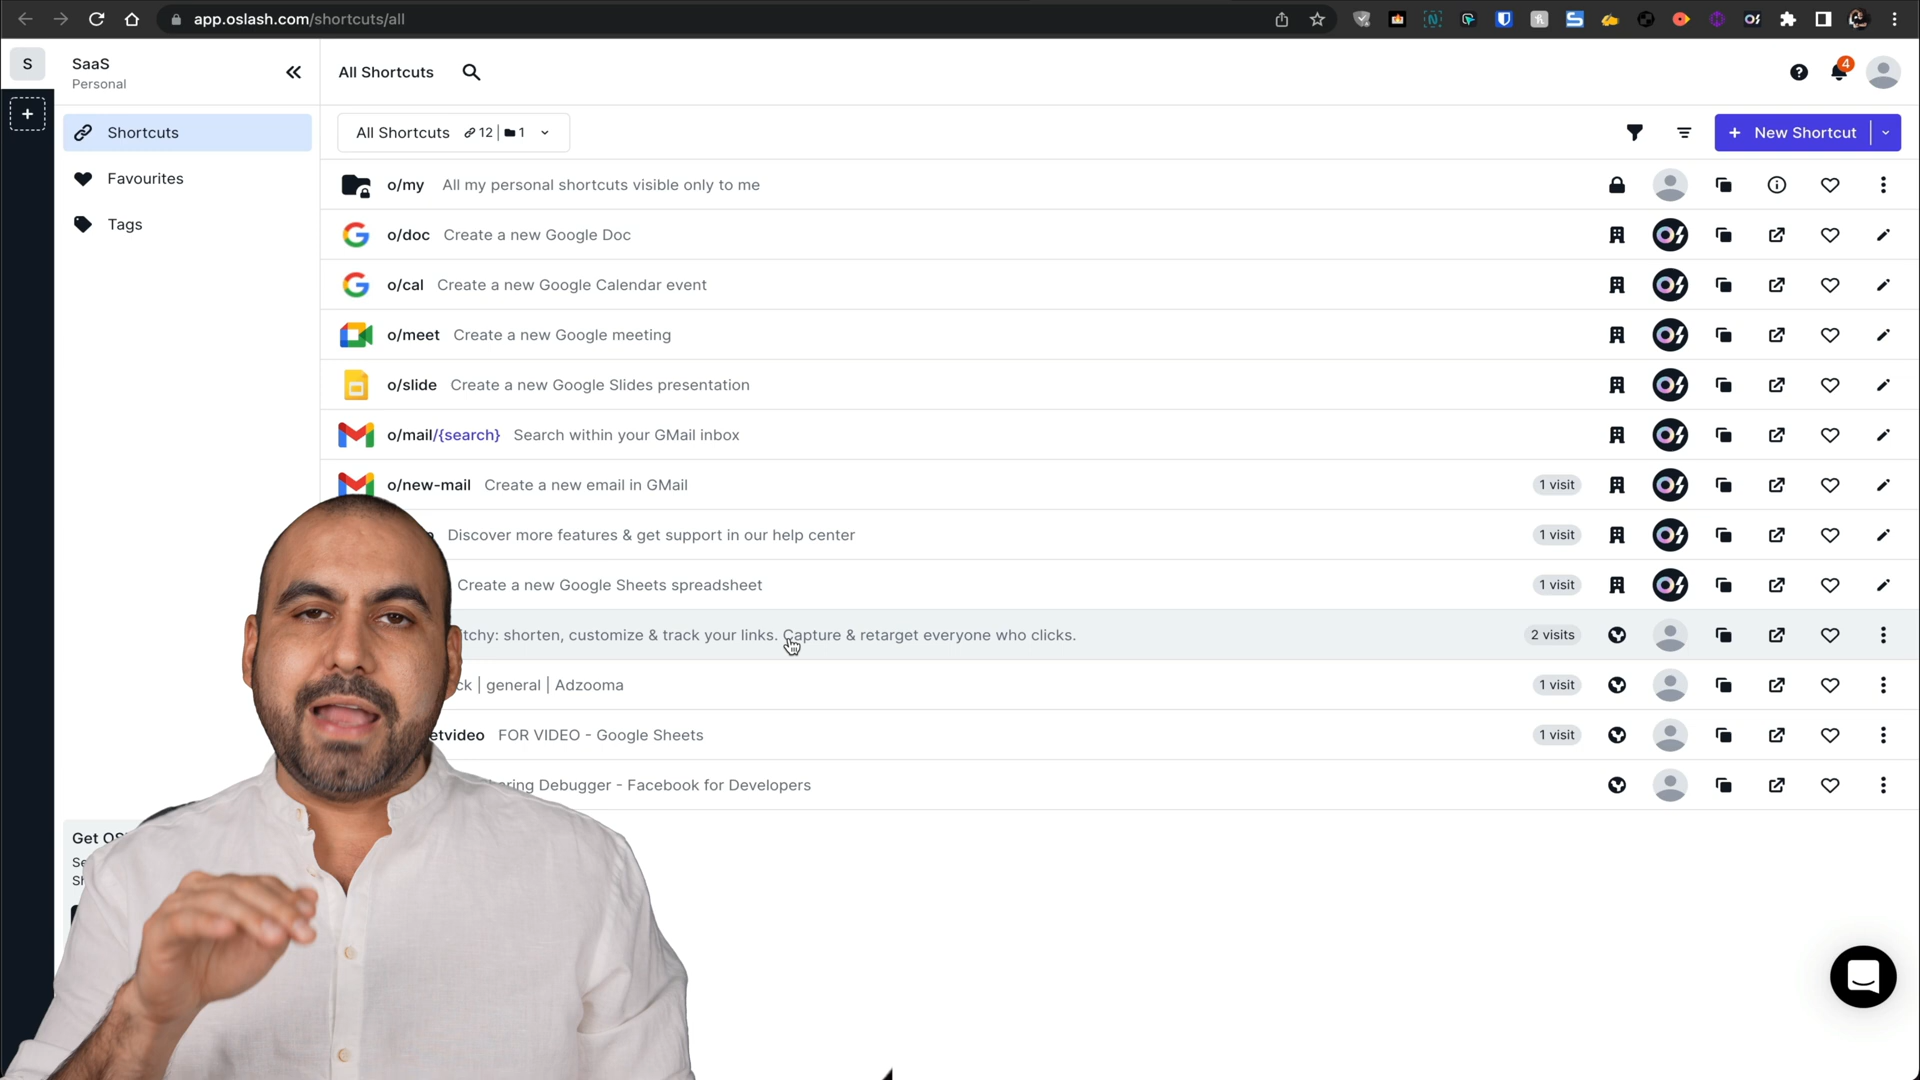 app.oslash.com/shortcuts/all
S
SaaS
Personal
All Shortcuts
4
+
Shortcuts
Favourites
Tags
All Shortcuts 12 | 1
+ New Shortcut
o/my All my personal shortcuts visible only to me
o/doc Create a new Google Doc
o/cal Create a new Google Calendar event
o/meet Create a new Google meeting
o/slide Create a new Google Slides presentation
o/mail/{search} Search within your GMail inbox
o/new-mail Create a new email in GMail 1 visit
Discover more features & get support in our help center 1 visit
Create a new Google Sheets spreadsheet 1 visit
tchy: shorten, customize & track your links. Capture & retarget everyone who clicks. 2 visits
ck | general | Adzooma 1 visit
etvideo FOR VIDEO - Google Sheets 1 visit
aring Debugger - Facebook for Developers
Get OS
Se
Sh